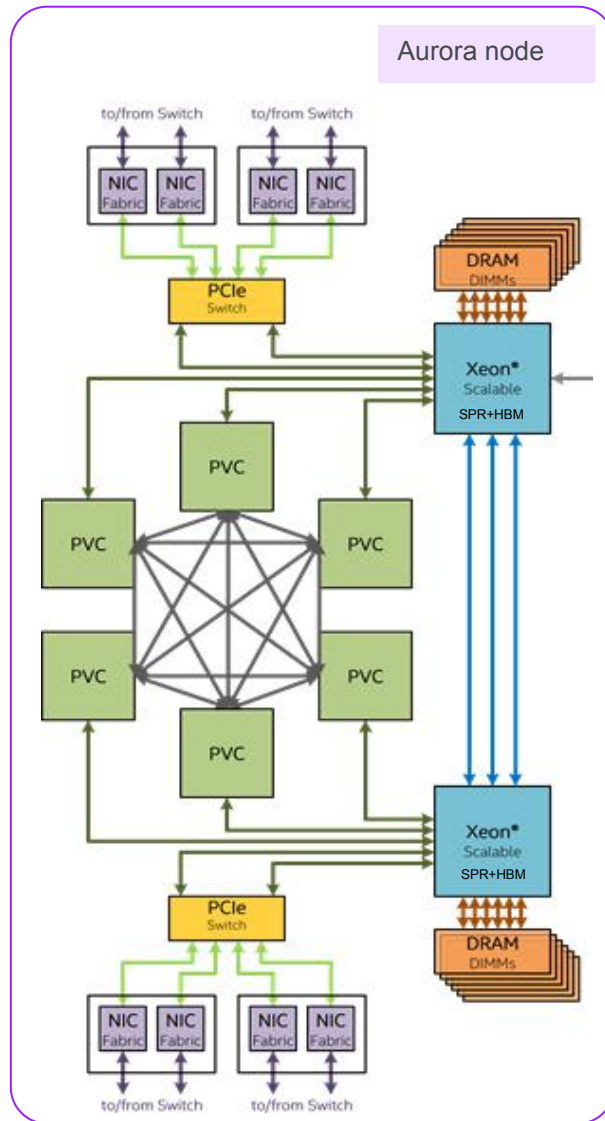 Aurora node
to/from Switch
to/from Switch
NIC
Fabric
NIC
Fabric
NIC
Fabric
NIC
Fabric
DRAM
DIMMs
PCIe
Switch
Xeon*
Scalable
SPR+HBM
PVC
PVC
PVC
PVC
PVC
PVC
Xeon*
Scalable
SPR+HBM
PCIe
Switch
DRAM
DIMMs
NIC
Fabric
NIC
Fabric
NIC
Fabric
NIC
Fabric
to/from Switch
to/from Switch